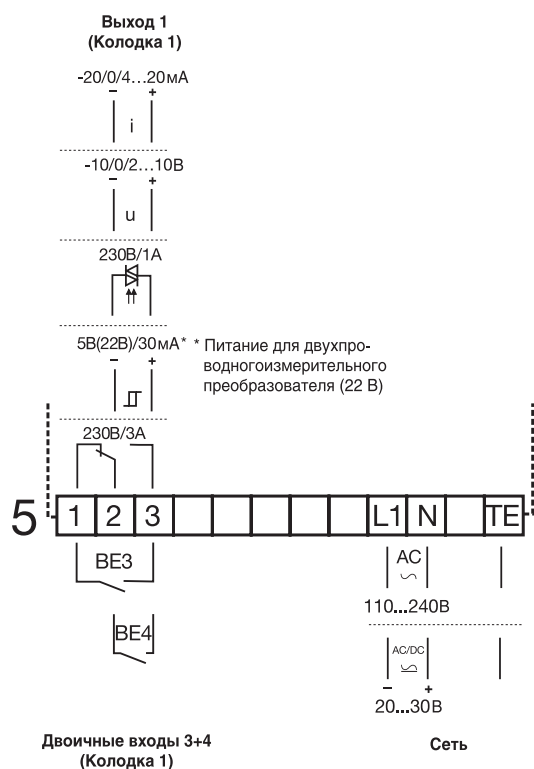 Выход 1
(Колодка 1)
-20/0/4...20мА
− +
i
-10/0/2...10В
− +
u
230В/1А
5В(22В)/30мА* * Питание для двухпро-
водногоизмерительного
преобразователя (22 В)
− +
230В/3А
5 1 2 3 L1 N TE
BE3 AC
110...240В
BE4 AC/DC
− +
20...30В
Двоичные входы 3+4
(Колодка 1)
Сеть